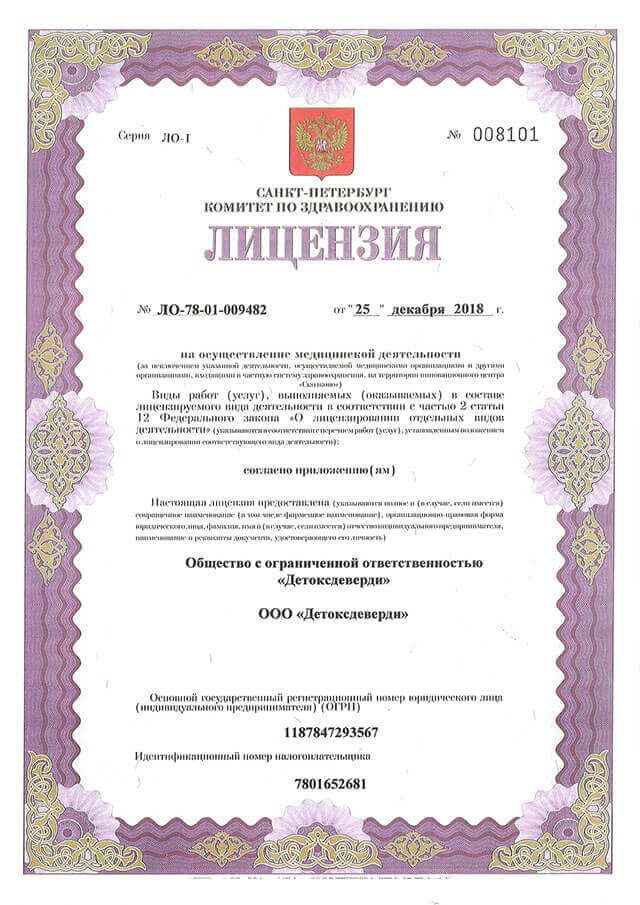 Серия ЛО-1 № 008101
САНКТ-ПЕТЕРБУРГ
КОМИТЕТ ПО ЗДРАВООХРАНЕНИЮ
ЛИЦЕНЗИЯ
№ ЛО-78-01-009482 от "25" декабря 2018 г.
на осуществление медицинской деятельности
(за исключением указанной деятельности, осуществляемой медицинскими организациями и другими
организациями, входящими в частную систему здравоохранения, на территории инновационного центра
«Сколково»)
Виды работ (услуг), выполняемых (оказываемых) в составе
лицензируемого вида деятельности в соответствии с частью 2 статьи
12 Федерального закона «О лицензировании отдельных видов
деятельности» (указываются в соответствии с перечнем работ (услуг), установленным положением
о лицензировании соответствующего вида деятельности):
согласно приложению(ям)
Настоящая лицензия предоставлена (указываются полное и (в случае, если имеется)
сокращенное наименование (в том числе фирменное наименование), организационно-правовая форма
юридического лица, фамилия, имя и (в случае, если имеется) отчество индивидуального предпринимателя,
наименование и реквизиты документа, удостоверяющего его личность)
Общество с ограниченной ответственностью
«Детоксдеверди»
ООО «Детоксдеверди»
Основной государственный регистрационный номер юридического лица
(индивидуального предпринимателя) (ОГРН)
1187847293567
Идентификационный номер налогоплательщика
7801652681